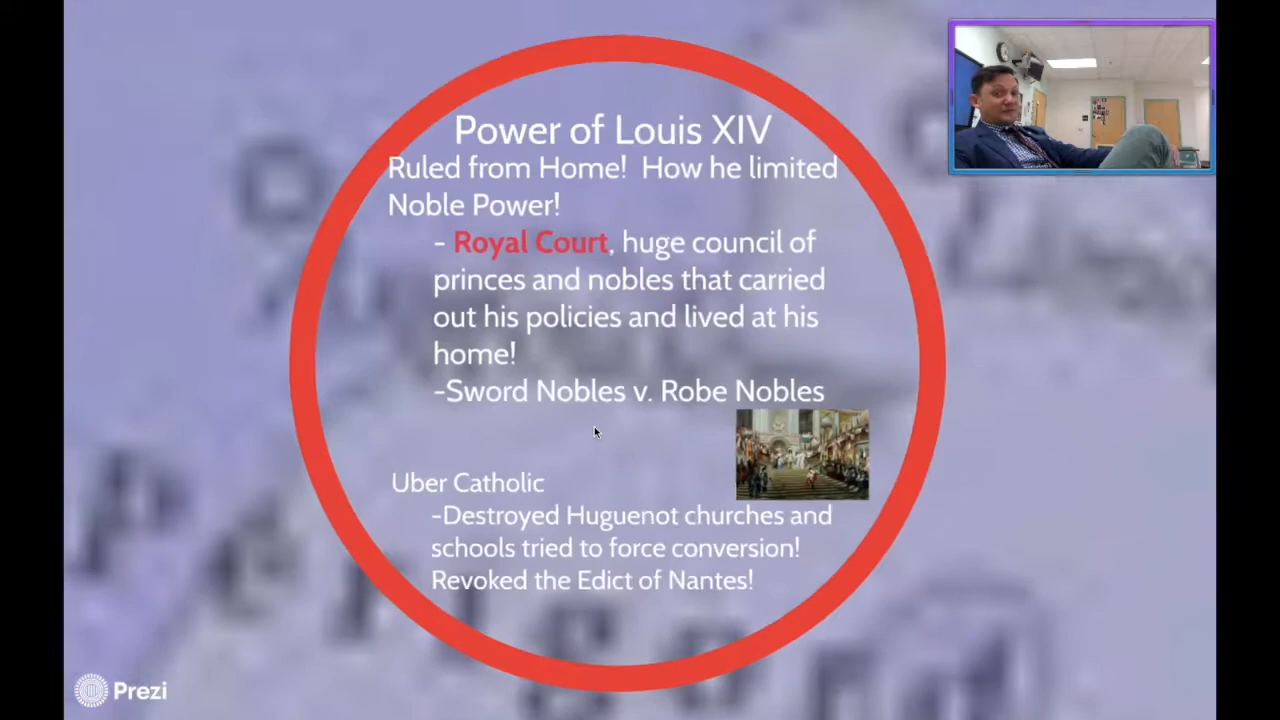 Power of Louis XIV
Ruled from Home!  How he limited
Noble Power!
- Royal Court, huge council of
princes and nobles that carried
out his policies and lived at his
home!
-Sword Nobles v. Robe Nobles
Uber Catholic
-Destroyed Huguenot churches and
schools tried to force conversion!
Revoked the Edict of Nantes!
Prezi